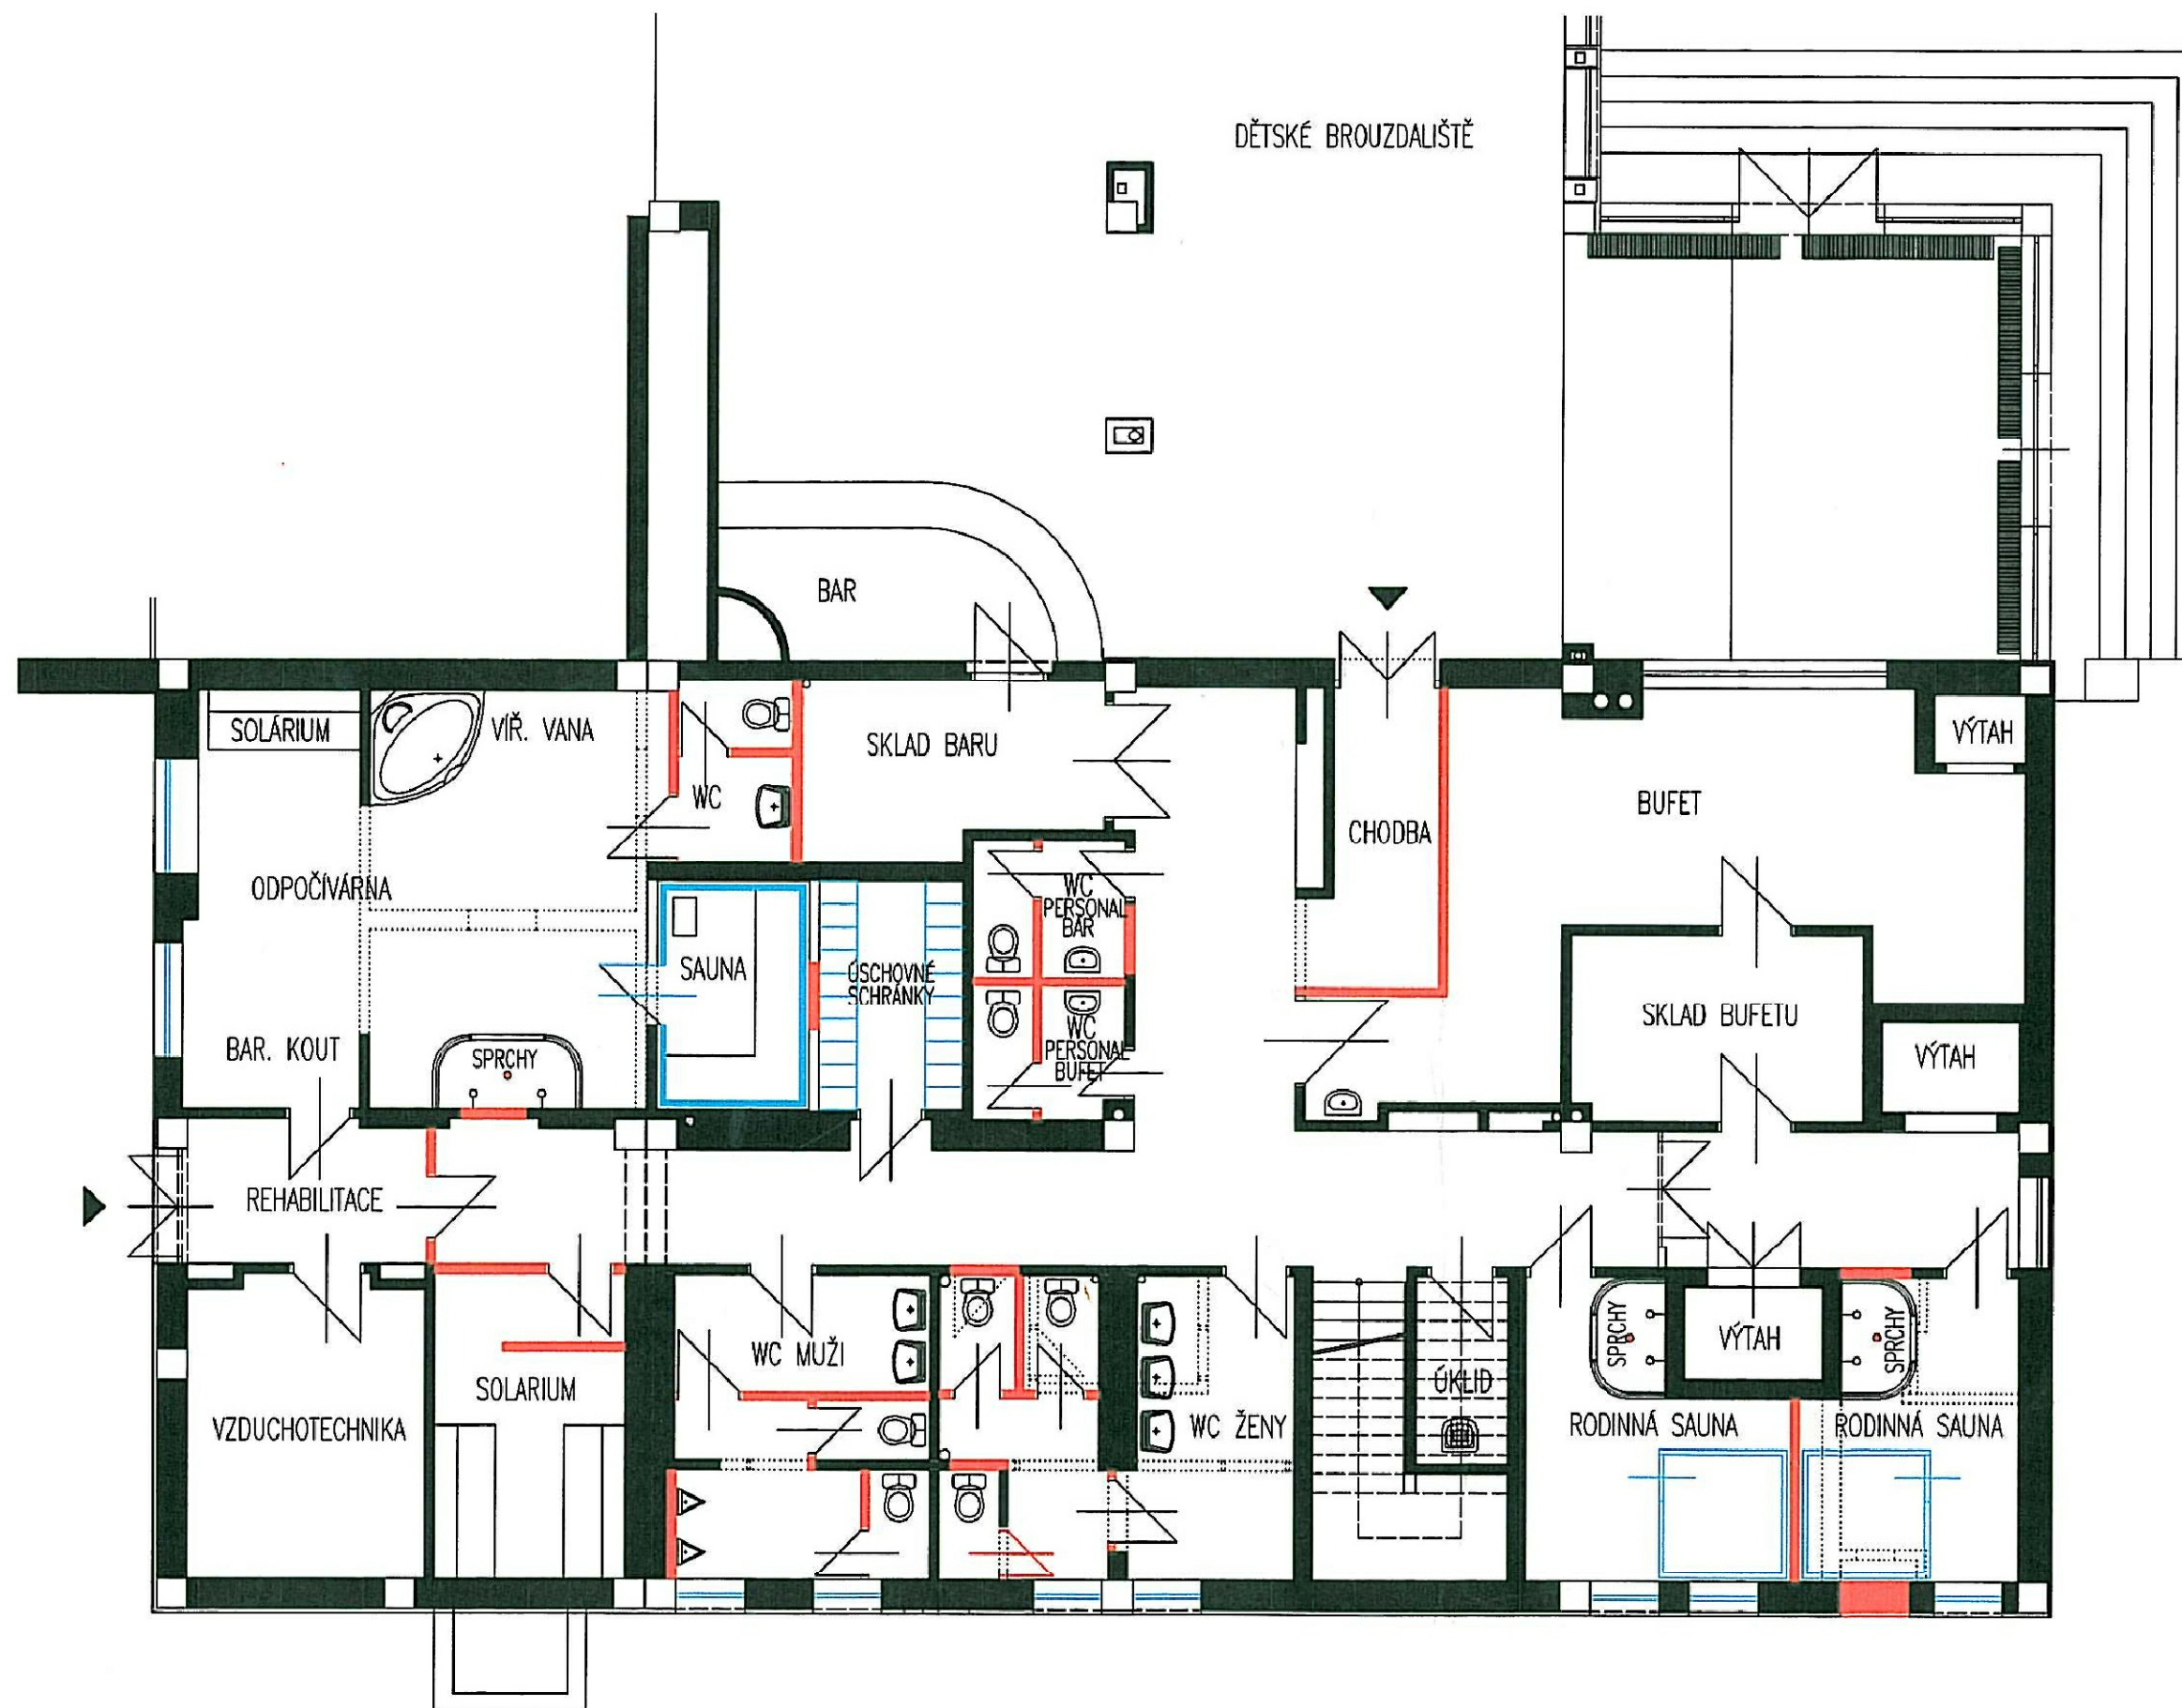 DĚTSKÉ BROUZDALIŠTĚ
BAR
SOLÁRIUM
VÍŘ. VANA
SKLAD BARU
VÝTAH
WC
BUFET
CHODBA
ODPOČÍVÁRNA
WC
PERSONAL
BAR
SAUNA
ÚSCHOVNÉ
SCHRÁNKY
SKLAD BUFETU
WC
PERSONAL
BUFET
BAR. KOUT
SPRCHY
VÝTAH
REHABILITACE
SPRCHY
VÝTAH
SPRCHY
WC MUŽI
SOLARIUM
ÚKLID
VZDUCHOTECHNIKA
WC ŽENY
RODINNÁ SAUNA
RODINNÁ SAUNA